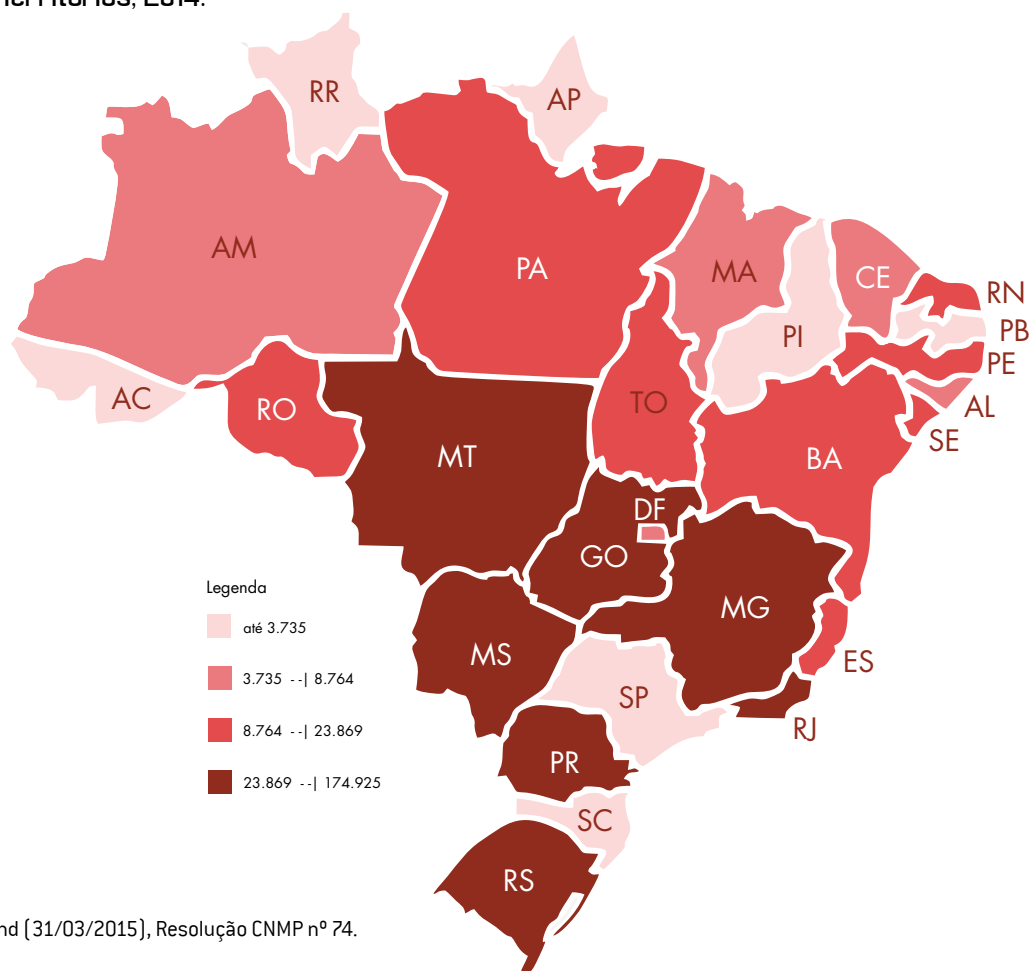 2014.
RR
AP
AM
PA
MA
CE
RN
PI
PB
PE
AC
RO
TO
AL
SE
MT
BA
DF
GO
MG
MS
ES
SP
RJ
PR
SC
RS
Legenda
até 3.735
3.735 --| 8.764
8.764 --| 23.869
23.869 --| 174.925
(31/03/2015), Resolução CNMP nº 74.